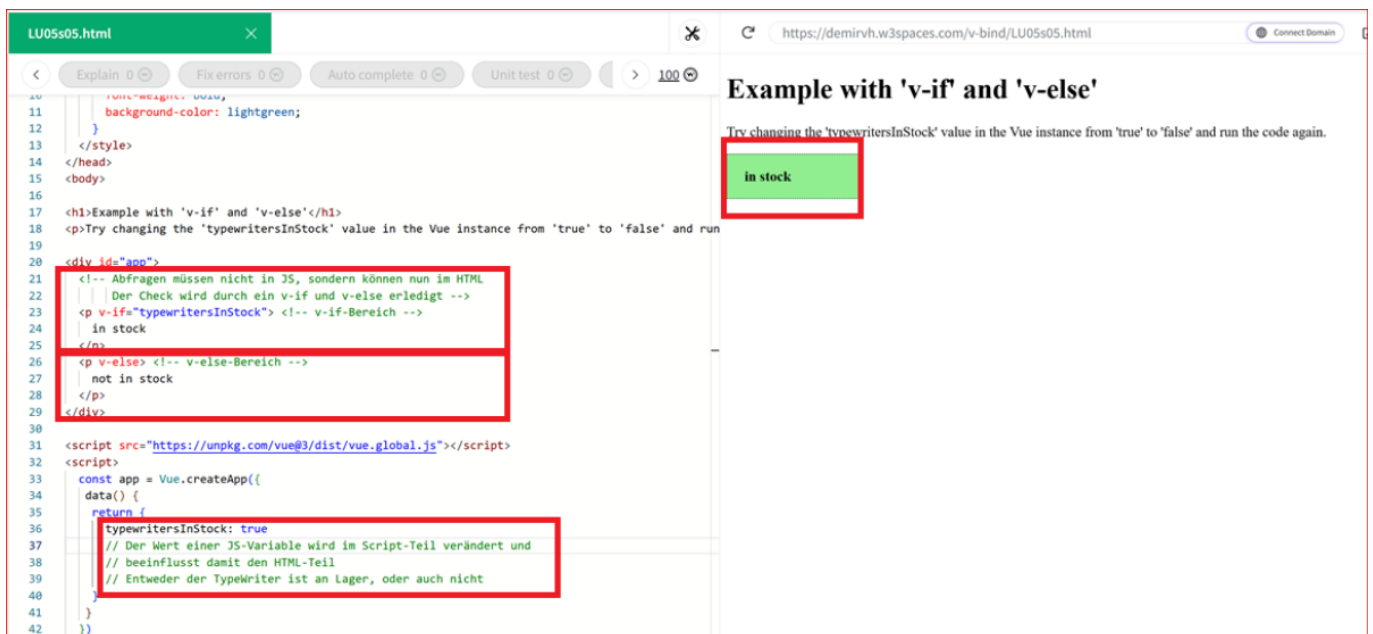 LU05s05.html
https://demirvh.w3spaces.com/v-bind/LU05s05.html
Connect Domain
Explain 0
Fix errors 0
Auto complete 0
Unit test 0
100
10 font-weight: bold;
11 background-color: lightgreen;
12 }
13 </style>
14 </head>
15 <body>
16
17 <h1>Example with 'v-if' and 'v-else'</h1>
18 <p>Try changing the 'typewritersInStock' value in the Vue instance from 'true' to 'false' and run
19
20 <div id="app">
21 <!-- Abfragen müssen nicht in JS, sondern können nun im HTML
22 Der Check wird durch ein v-if und v-else erledigt -->
23 <p v-if="typewritersInStock"> <!-- v-if-Bereich -->
24 in stock
25 </p>
26 <p v-else> <!-- v-else-Bereich -->
27 not in stock
28 </p>
29 </div>
30
31 <script src="https://unpkg.com/vue@3/dist/vue.global.js"></script>
32 <script>
33 const app = Vue.createApp({
34 data() {
35 return {
36 typewritersInStock: true
37 // Der Wert einer JS-Variable wird im Script-Teil verändert und
38 // beeinflusst damit den HTML-Teil
39 // Entweder der TypeWriter ist an Lager, oder auch nicht
40 }
41 }
42 })
Example with 'v-if' and 'v-else'
Try changing the 'typewritersInStock' value in the Vue instance from 'true' to 'false' and run the code again.
in stock